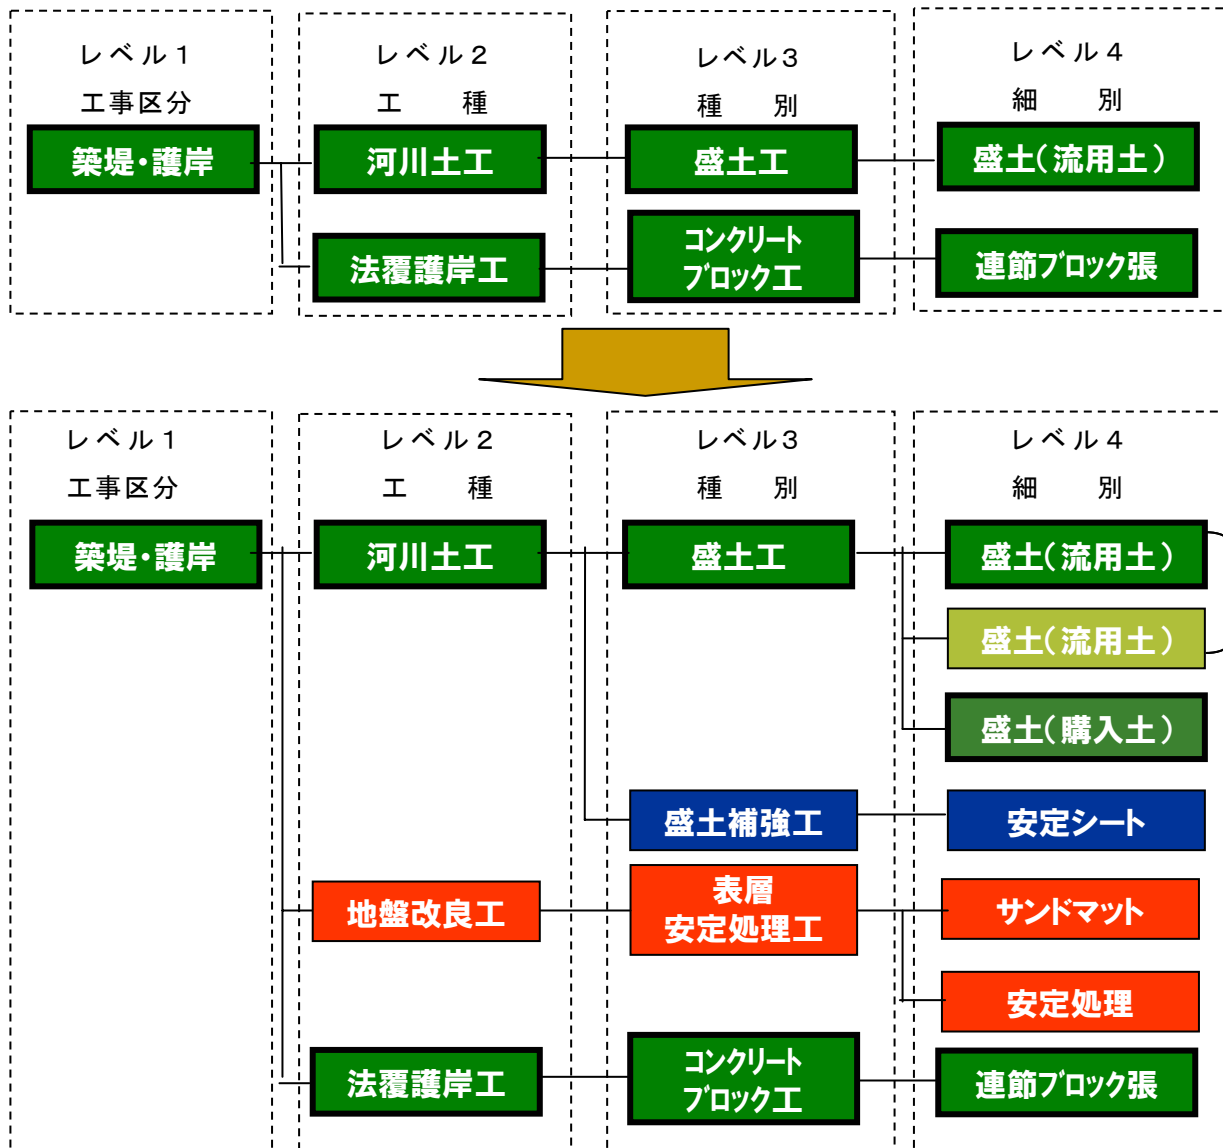 レベル１ レベル２ レベル３ レベル４
工事区分 工　種 種　別 細　別
築堤・護岸 河川土工 盛土工 盛土（流用土）
法覆護岸工 コンクリート
ブロック工 連節ブロック張
レベル１ レベル２ レベル３ レベル４
工事区分 工　種 種　別 細　別
築堤・護岸 河川土工 盛土工 盛土（流用土）
盛土（流用土）
盛土（購入土）
盛土補強工 安定シート
地盤改良工 表層
安定処理工 サンドマット
安定処理
法覆護岸工 コンクリート
ブロック工 連節ブロック張